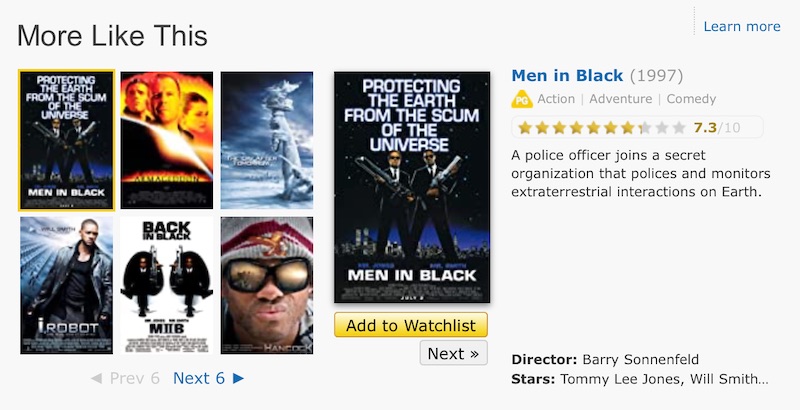 Learn more
More Like This
PROTECTING
THE EARTH
FROM THE SCUM
OF THE
UNIVERSE
MEN IN BLACK
ARMAGEDDON
THE DAY AFTER
TOMORROW
WILL SMITH
I,ROBOT
BACK
IN BLACK
MIIB
HANCOCK
◀ Prev 6 Next 6 ▶
PROTECTING
THE EARTH
FROM THE SCUM
OF THE
UNIVERSE
MR. JONES MR. SMITH
MEN IN BLACK
JULY 2
Add to Watchlist
Next »
Men in Black (1997)
PG Action | Adventure | Comedy
7.3/10
A police officer joins a secret
organization that polices and monitors
extraterrestrial interactions on Earth.
Director: Barry Sonnenfeld
Stars: Tommy Lee Jones, Will Smith...